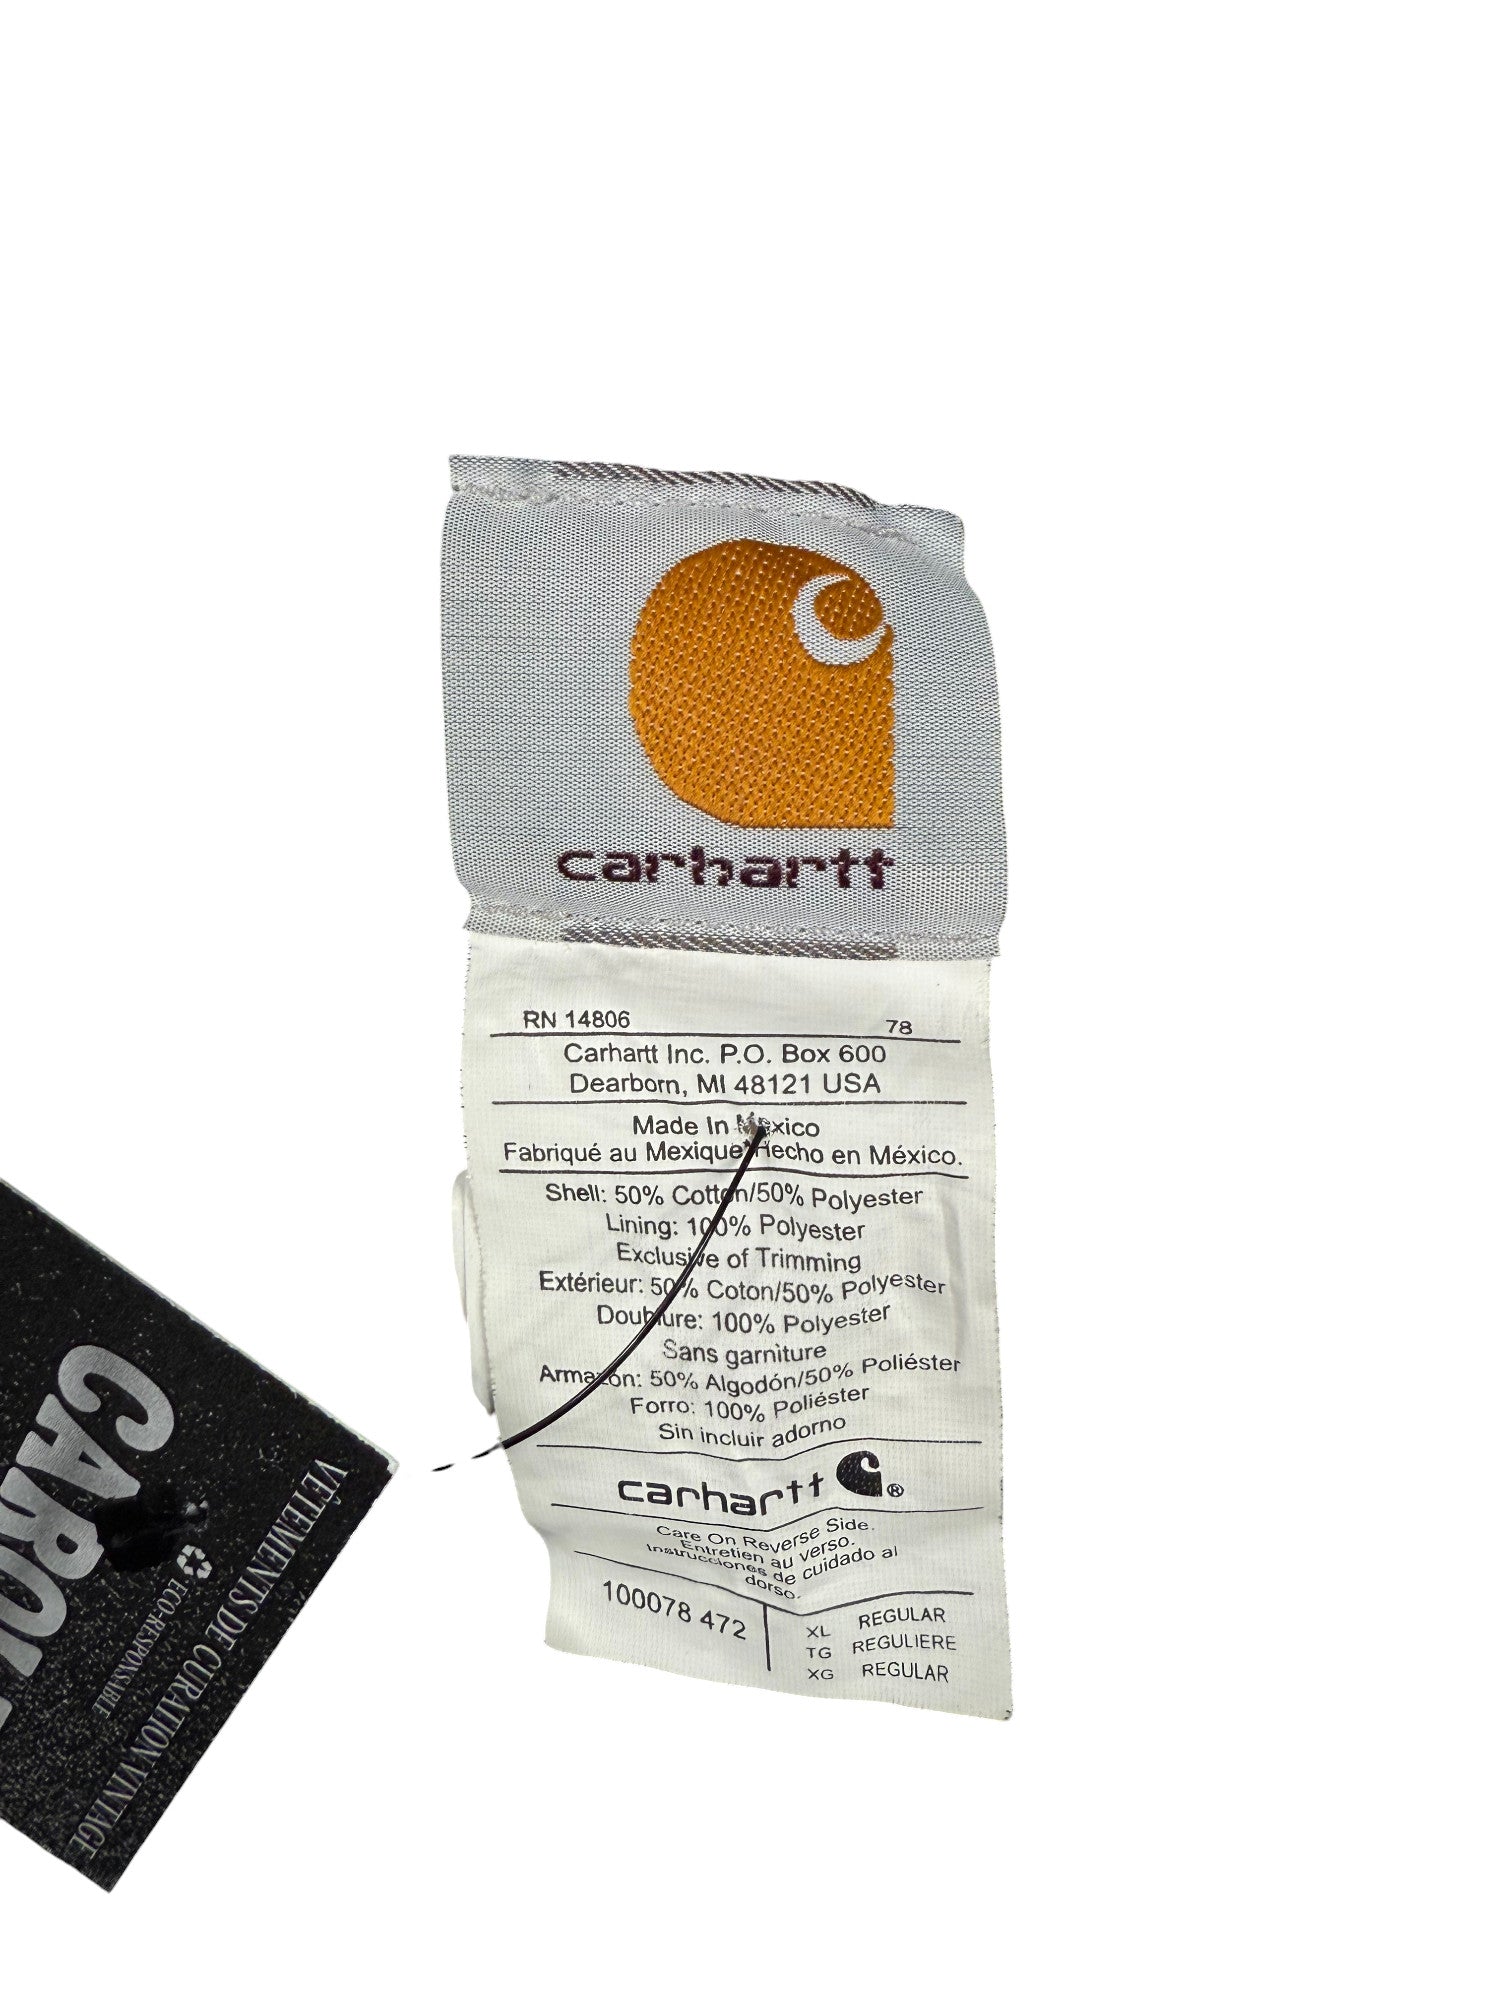 carhartt
RN 14806 78
Carhartt Inc. P.O. Box 600
Dearborn, MI 48121 USA
Made In Mexico
Fabriqué au Mexique Hecho en México.
Shell: 50% Cotton/50% Polyester
Lining: 100% Polyester
Exclusive of Trimming
Extérieur: 50% Coton/50% Polyester
Doublure: 100% Polyester
Sans garniture
Armazón: 50% Algodón/50% Poliéster
Forro: 100% Poliéster
Sin incluir adorno
carhartt ®
Care On Reverse Side.
Entretien au verso.
Instrucciones de cuidado al
dorso.
100078 472
XL REGULAR
TG REGULIERE
XG REGULAR
ECO-RESPONSABLE
VÊTEMENTS DE CURATION VINTAGE